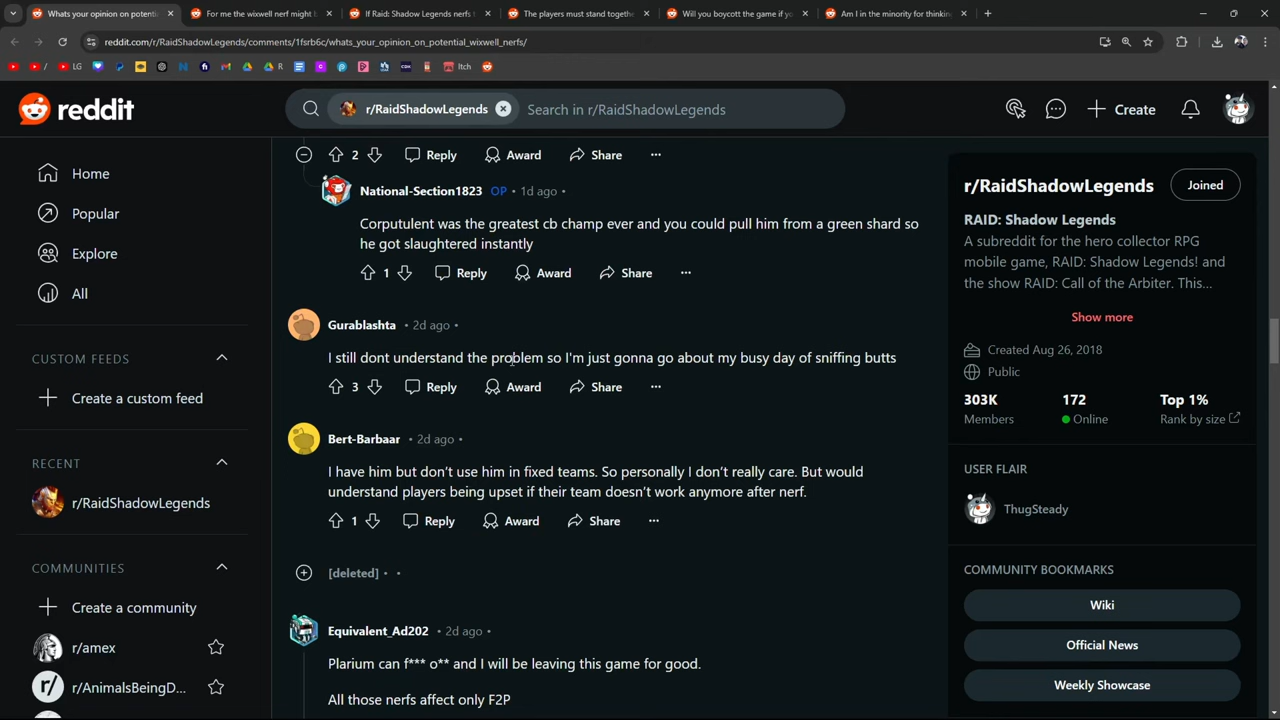 Whats your opinion on potenti
For me the wixwell nerf might b
If Raid: Shadow Legends nerfs h
The players must stand togethe
Will you boycott the game if yo
Am I in the minority for thinking
reddit.com/r/RaidShadowLegends/comments/1fsrb6c/whats_your_opinion_on_potential_wixwell_nerfs/
/
LG
R
Itch
reddit
r/RaidShadowLegends
Search in r/RaidShadowLegends
Create
Home
Popular
Explore
All
CUSTOM FEEDS
Create a custom feed
RECENT
r/RaidShadowLegends
COMMUNITIES
Create a community
r/amex
r/AnimalsBeingD...
2
Reply
Award
Share
National-Section1823 OP • 1d ago •
Corputulent was the greatest cb champ ever and you could pull him from a green shard so
he got slaughtered instantly
1
Reply
Award
Share
Gurablashta • 2d ago •
I still dont understand the problem so I'm just gonna go about my busy day of sniffing butts
3
Reply
Award
Share
Bert-Barbaar • 2d ago •
I have him but don’t use him in fixed teams. So personally I don’t really care. But would
understand players being upset if their team doesn’t work anymore after nerf.
1
Reply
Award
Share
[deleted] • •
Equivalent_Ad202 • 2d ago •
Plarium can f*** o** and I will be leaving this game for good.
All those nerfs affect only F2P
r/RaidShadowLegends
Joined
RAID: Shadow Legends
A subreddit for the hero collector RPG
mobile game, RAID: Shadow Legends! and
the show RAID: Call of the Arbiter. This...
Show more
Created Aug 26, 2018
Public
303K
172
Top 1%
Members
Online
Rank by size
USER FLAIR
ThugSteady
COMMUNITY BOOKMARKS
Wiki
Official News
Weekly Showcase